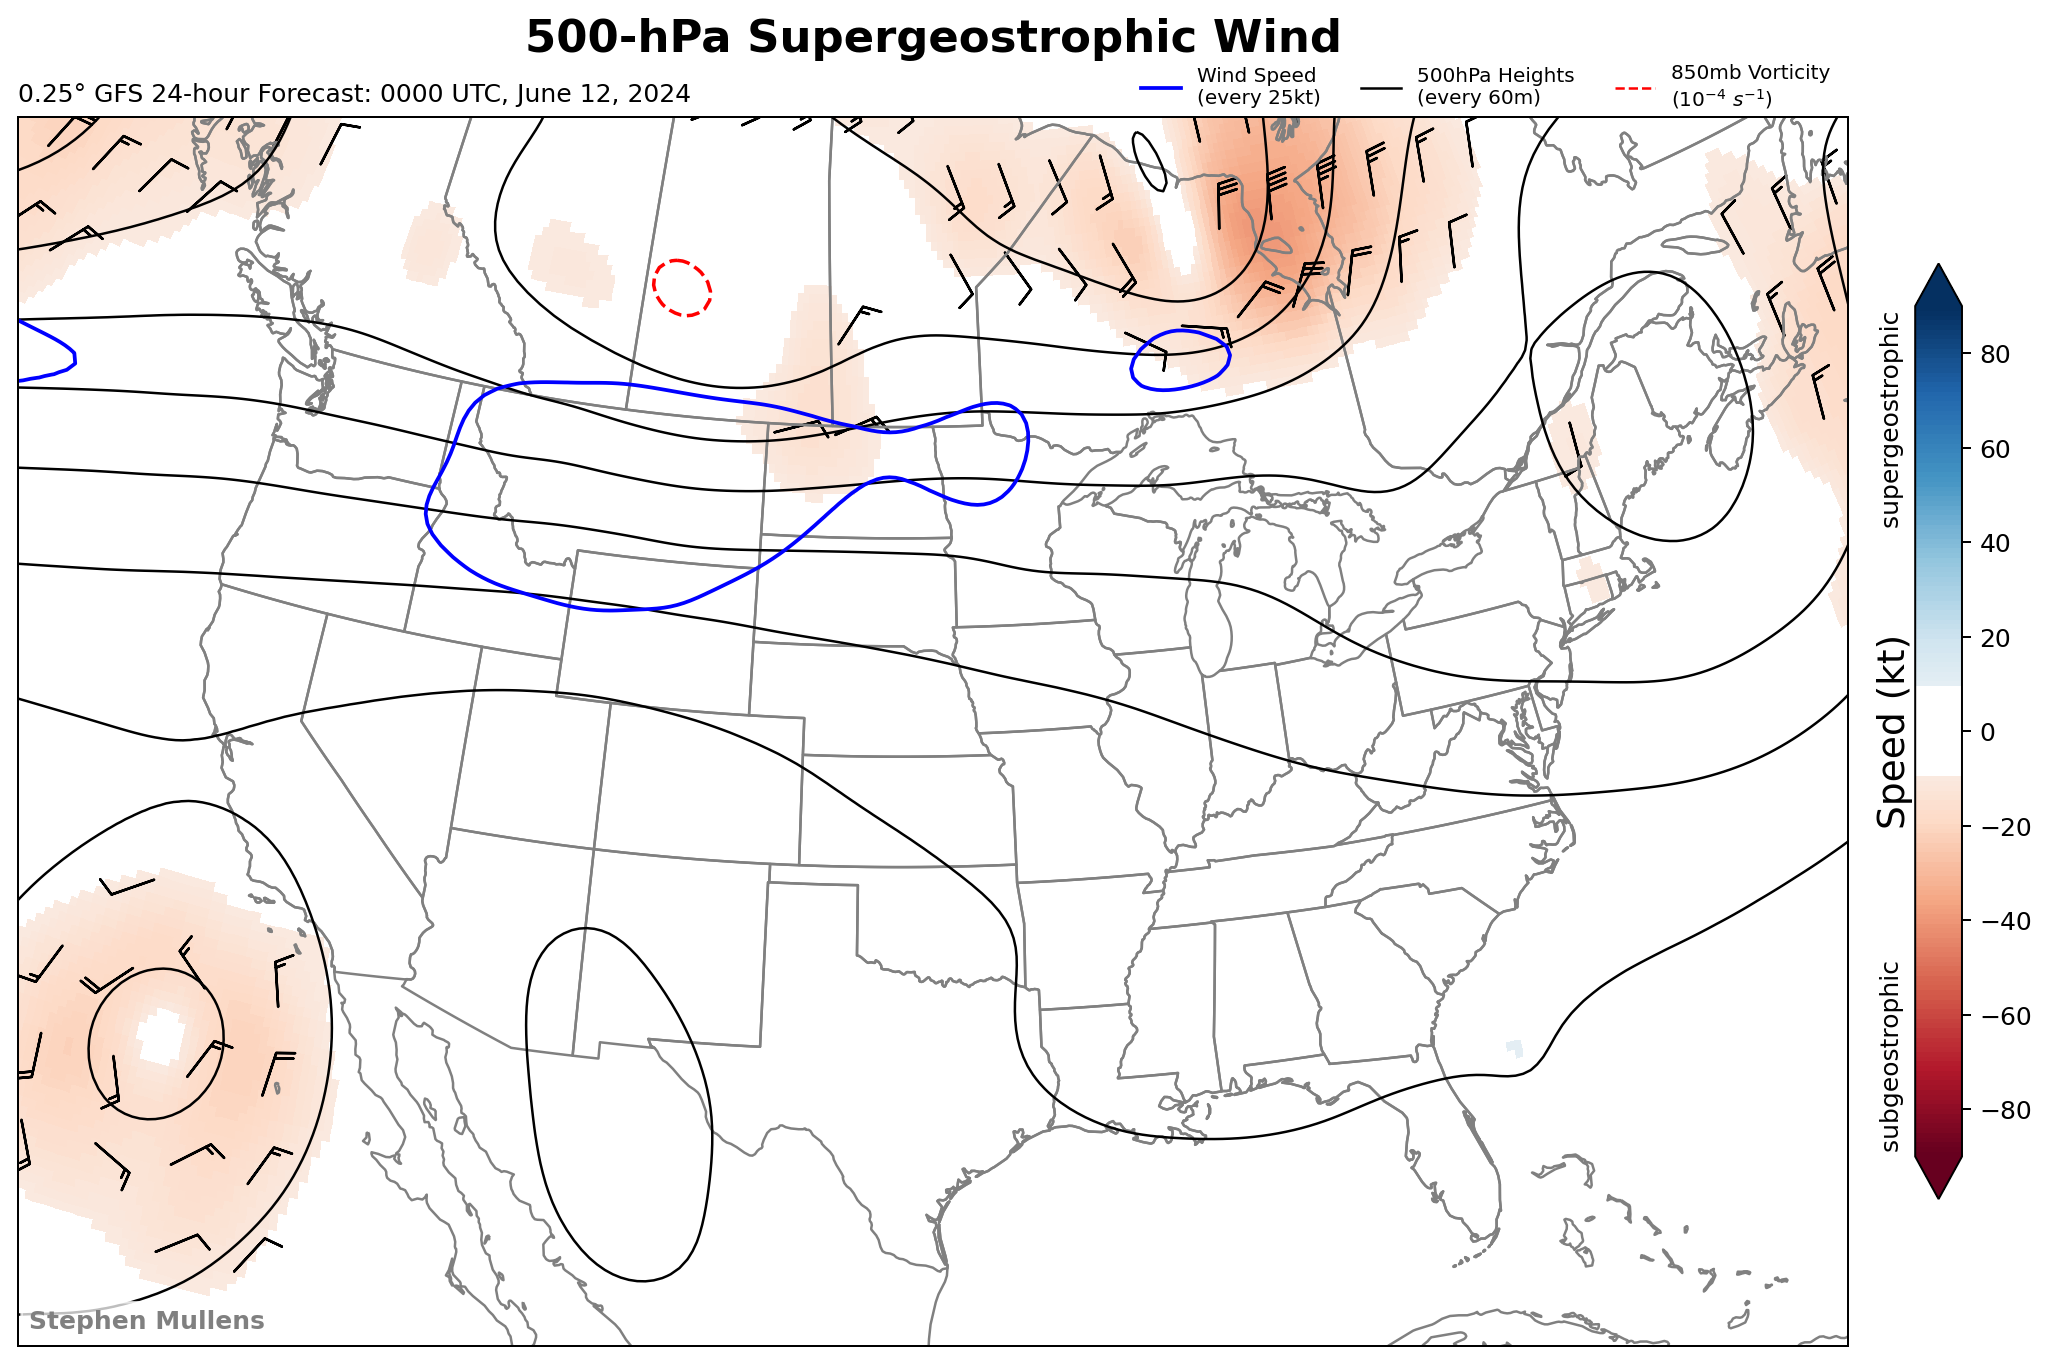 500-hPa Supergeostrophic Wind
0.25° GFS 24-hour Forecast: 0000 UTC, June 12, 2024
Wind Speed
(every 25kt)
500hPa Heights
(every 60m)
850mb Vorticity
(10⁻⁴ s⁻¹)
supergeostrophic
Speed (kt)
subgeostrophic
80
60
40
20
0
−20
−40
−60
−80
Stephen Mullens